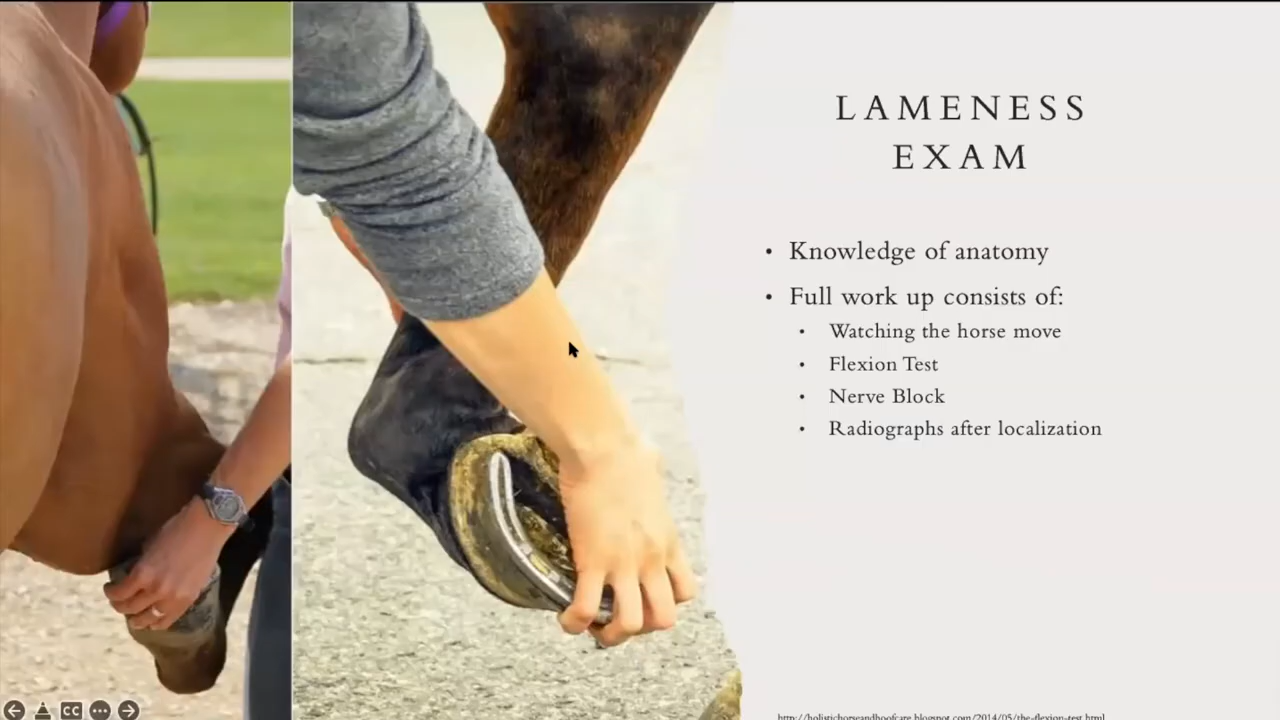 LAMENESS
EXAM
• Knowledge of anatomy
• Full work up consists of:
• Watching the horse move
• Flexion Test
• Nerve Block
• Radiographs after localization
CC
http://holistichorseandhoofcare.blogspot.com/2014/05/the-flexion-test.html